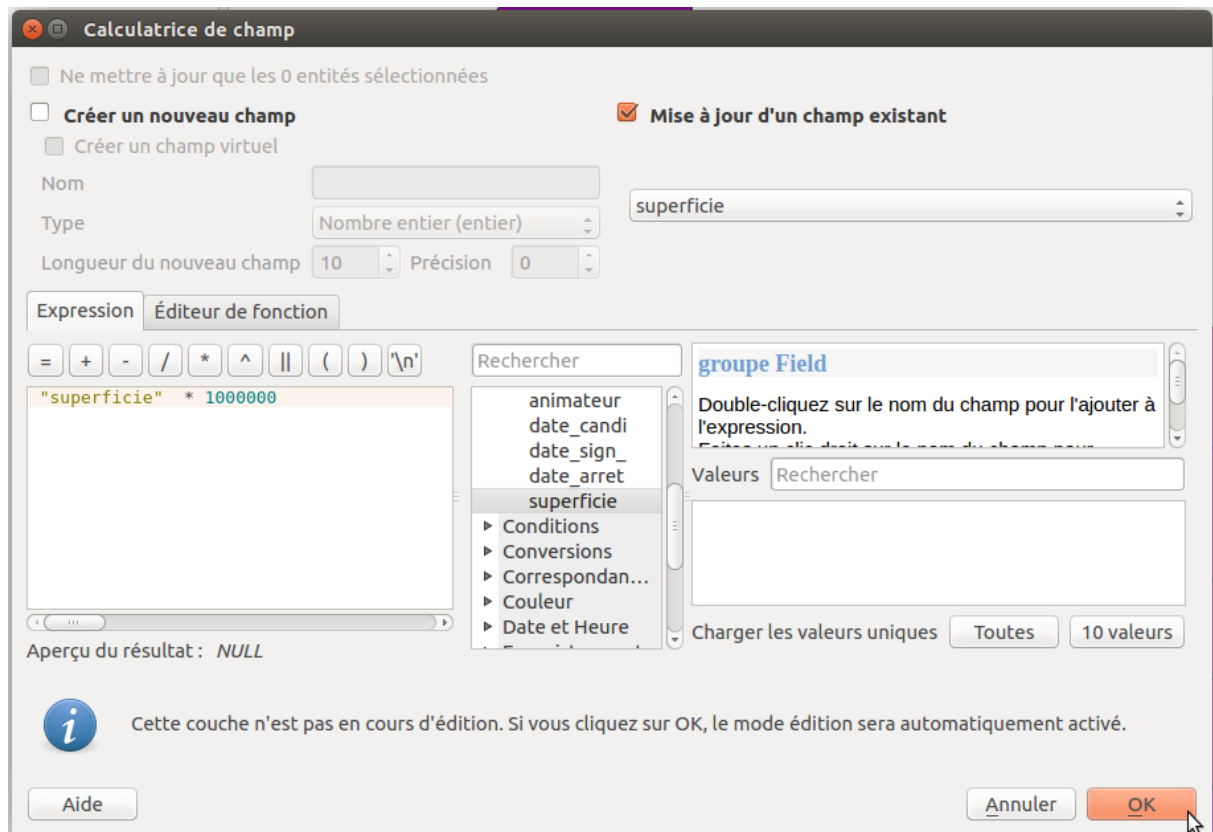 Calculatrice de champ
Ne mettre à jour que les 0 entités sélectionnées
Créer un nouveau champ
Mise à jour d'un champ existant
Créer un champ virtuel
Nom
superficie
Type
Nombre entier (entier)
Longueur du nouveau champ 10 Précision 0
Expression Éditeur de fonction
= + - / * ^ || ( ) '\n'
"superficie" * 1000000
Rechercher
animateur
date_candi
date_sign_
date_arret
superficie
Conditions
Conversions
Correspondan...
Couleur
Date et Heure
groupe Field
Double-cliquez sur le nom du champ pour l'ajouter à
l'expression.
Valeurs Rechercher
Charger les valeurs uniques Toutes 10 valeurs
Aperçu du résultat : NULL
Cette couche n'est pas en cours d'édition. Si vous cliquez sur OK, le mode édition sera automatiquement activé.
Aide Annuler OK